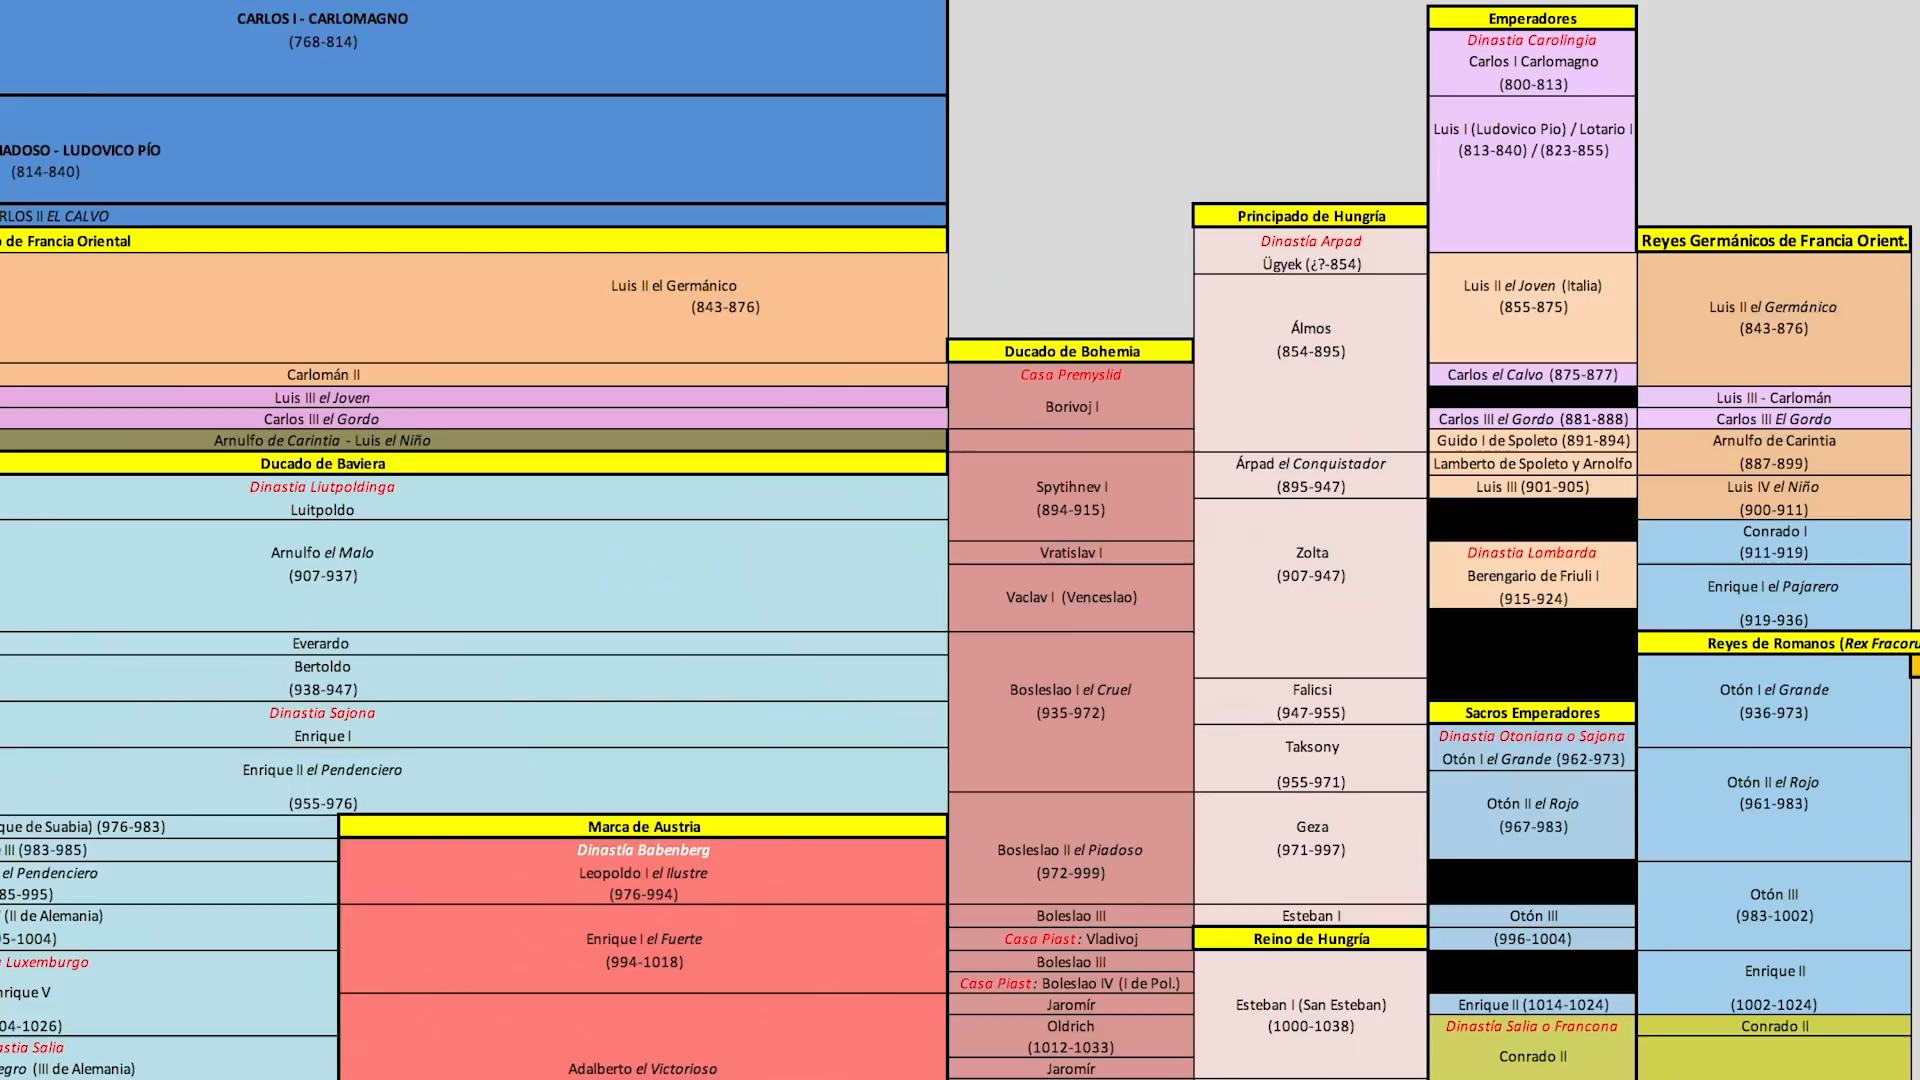 CARLOS I - CARLOMAGNO
(768-814)
IADOSO - LUDOVICO PÍO
(814-840)
RLOS II EL CALVO
de Francia Oriental
Luis II el Germánico
(843-876)
Carlomán II
Luis III el Joven
Carlos III el Gordo
Arnulfo de Carintia - Luis el Niño
Ducado de Baviera
Dinastia Liutpoldinga
Luitpoldo
Arnulfo el Malo
(907-937)
Everardo
Bertoldo
(938-947)
Dinastia Sajona
Enrique I
Enrique II el Pendenciero
(955-976)
que de Suabia) (976-983)
III (983-985)
el Pendenciero
85-995)
(II de Alemania)
95-1004)
Luxemburgo
nrique V
04-1026)
astia Salia
egro (III de Alemania)
Marca de Austria
Dinastía Babenberg
Leopoldo I el Ilustre
(976-994)
Enrique I el Fuerte
(994-1018)
Adalberto el Victorioso
Ducado de Bohemia
Casa Premyslid
Borivoj I
Spytihnev I
(894-915)
Vratislav I
Vaclav I (Venceslao)
Bosleslao I el Cruel
(935-972)
Bosleslao II el Piadoso
(972-999)
Boleslao III
Casa Piast: Vladivoj
Boleslao III
Casa Piast: Boleslao IV (I de Pol.)
Jaromír
Oldrich
(1012-1033)
Jaromír
Principado de Hungría
Dinastía Arpad
Ügyek (¿?-854)
Álmos
(854-895)
Árpad el Conquistador
(895-947)
Zolta
(907-947)
Falicsi
(947-955)
Taksony
(955-971)
Geza
(971-997)
Esteban I
Reino de Hungría
Esteban I (San Esteban)
(1000-1038)
Emperadores
Dinastia Carolingia
Carlos I Carlomagno
(800-813)
Luis I (Ludovico Pio) / Lotario I
(813-840) / (823-855)
Luis II el Joven (Italia)
(855-875)
Carlos el Calvo (875-877)
Carlos III el Gordo (881-888)
Guido I de Spoleto (891-894)
Lamberto de Spoleto y Arnolfo
Luis III (901-905)
Dinastia Lombarda
Berengario de Friuli I
(915-924)
Sacros Emperadores
Dinastia Otoniana o Sajona
Otón I el Grande (962-973)
Otón II el Rojo
(967-983)
Otón III
(996-1004)
Enrique II (1014-1024)
Dinastía Salia o Francona
Conrado II
Reyes Germánicos de Francia Orient.
Luis II el Germánico
(843-876)
Luis III - Carlomán
Carlos III El Gordo
Arnulfo de Carintia
(887-899)
Luis IV el Niño
(900-911)
Conrado I
(911-919)
Enrique I el Pajarero
(919-936)
Reyes de Romanos (Rex Fracoru
Otón I el Grande
(936-973)
Otón II el Rojo
(961-983)
Otón III
(983-1002)
Enrique II
(1002-1024)
Conrado II